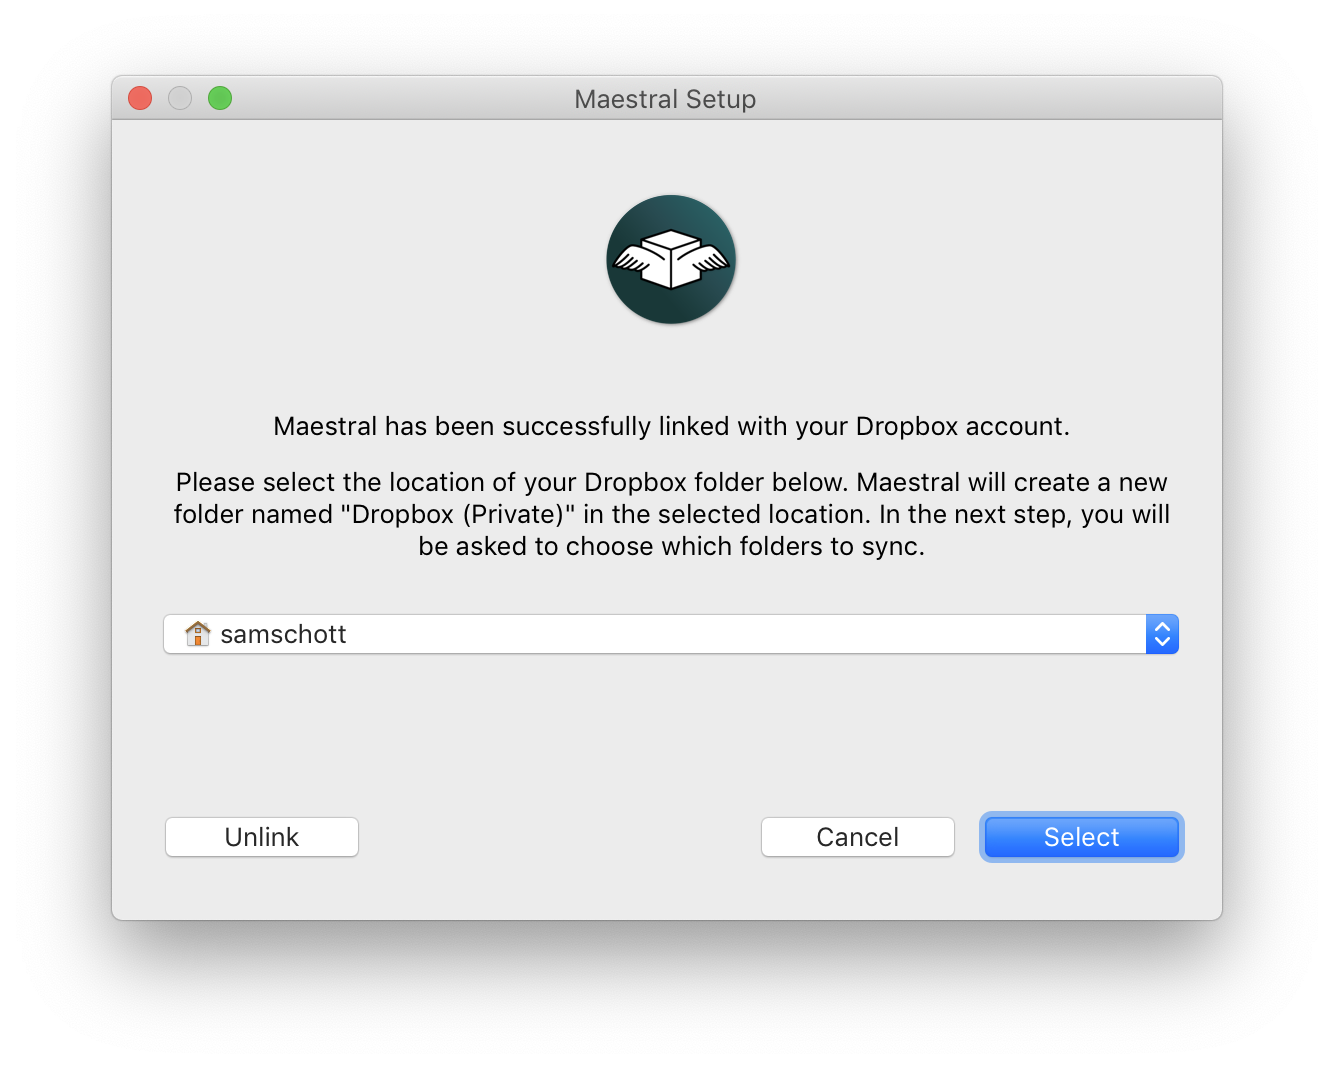 Maestral Setup
Maestral has been successfully linked with your Dropbox account.
Please select the location of your Dropbox folder below. Maestral will create a new
folder named "Dropbox (Private)" in the selected location. In the next step, you will
be asked to choose which folders to sync.
samschott
Unlink
Cancel
Select